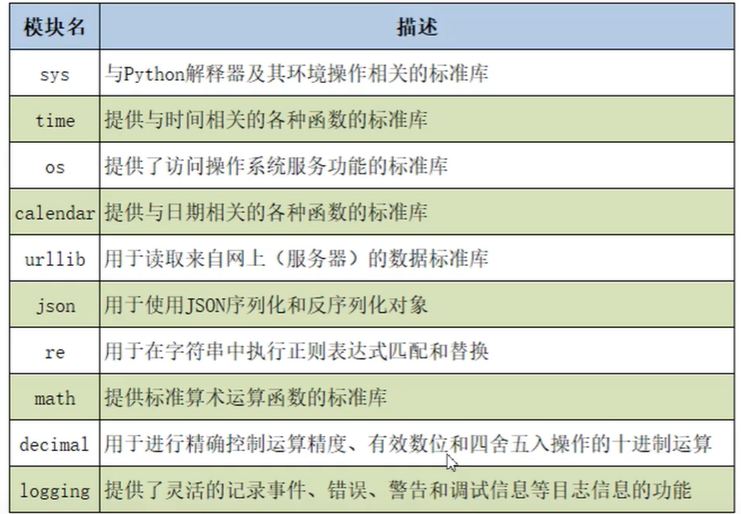 模块名 描述
sys 与Python解释器及其环境操作相关的标准库
time 提供与时间相关的各种函数的标准库
os 提供了访问操作系统服务功能的标准库
calendar 提供与日期相关的各种函数的标准库
urllib 用于读取来自网上（服务器）的数据标准库
json 用于使用JSON序列化和反序列化对象
re 用于在字符串中执行正则表达式匹配和替换
math 提供标准算术运算函数的标准库
decimal 用于进行精确控制运算精度、有效数位和四舍五入操作的十进制运算
logging 提供了灵活的记录事件、错误、警告和调试信息等目志信息的功能